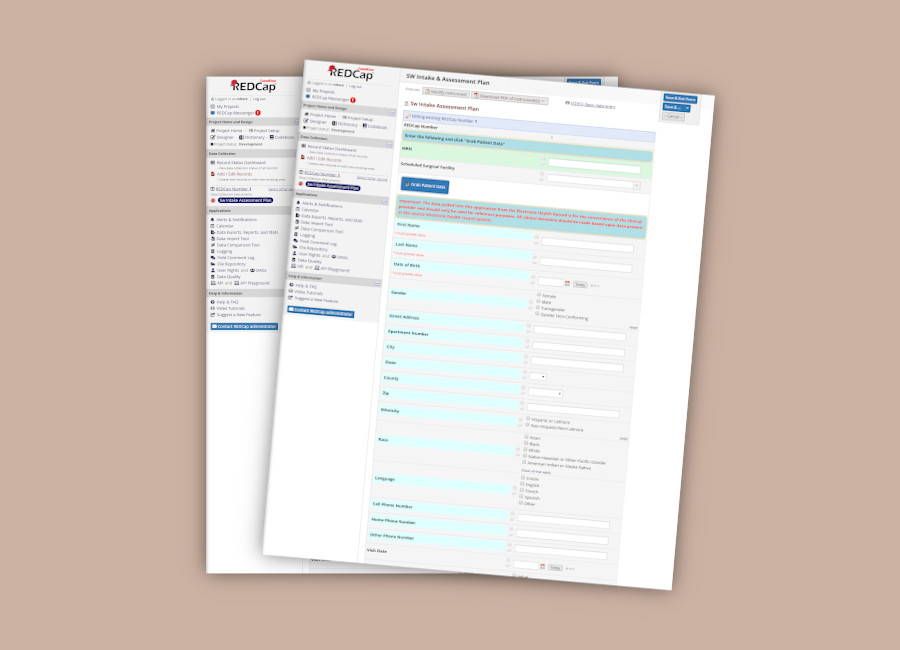 REDCap
Logged in as
Log out
My Projects
REDCap Messenger
Project Home and Design
Project Home
Project Setup
Designer
Dictionary
Codebook
Project status: Development
Data Collection
Record Status Dashboard
Add / Edit Records
REDCap Number 1
Sw Intake Assessment Plan
Applications
Alerts & Notifications
Calendar
Data Exports, Reports, and Stats
Data Import Tool
Data Comparison Tool
Logging
Field Comment Log
File Repository
User Rights and DAGs
Data Quality
API and API Playground
Help & Information
Help & FAQ
Video Tutorials
Suggest a New Feature
Contact REDCap administrator
REDCap
Logged in as
Log out
My Projects
REDCap Messenger
Project Home and Design
Project Home
Project Setup
Designer
Dictionary
Codebook
Project status: Development
Data Collection
Record Status Dashboard
Add / Edit Records
REDCap Number 1
Sw Intake Assessment Plan
Applications
Alerts & Notifications
Calendar
Data Exports, Reports, and Stats
Data Import Tool
Data Comparison Tool
Logging
Field Comment Log
File Repository
User Rights and DAGs
Data Quality
API and API Playground
Help & Information
Help & FAQ
Video Tutorials
Suggest a New Feature
Contact REDCap administrator
SW Intake & Assessment Plan
Modify instrument
Download PDF of instrument(s)
Save & Exit Form
Save & ...
Cancel
Sw Intake Assessment Plan
Editing existing REDCap Number 1
REDCap Number
1
Enter the following and click "Grab Patient Data"
MRN
Scheduled Surgical Facility
Grab Patient Data
First Name
Last Name
Date of Birth
Gender
Female
Male
Transgender
Gender Non-Conforming
Street Address
Apartment Number
City
State
County
Zip
Ethnicity
Hispanic or Latino/a
Non-Hispanic/Non-Latino/a
Race
Asian
Black
White
Native Hawaiian or Other Pacific Islander
American Indian or Alaska Native
Language
Creole
English
French
Spanish
Other
Cell Phone Number
Home Phone Number
Other Phone Number
Visit Date